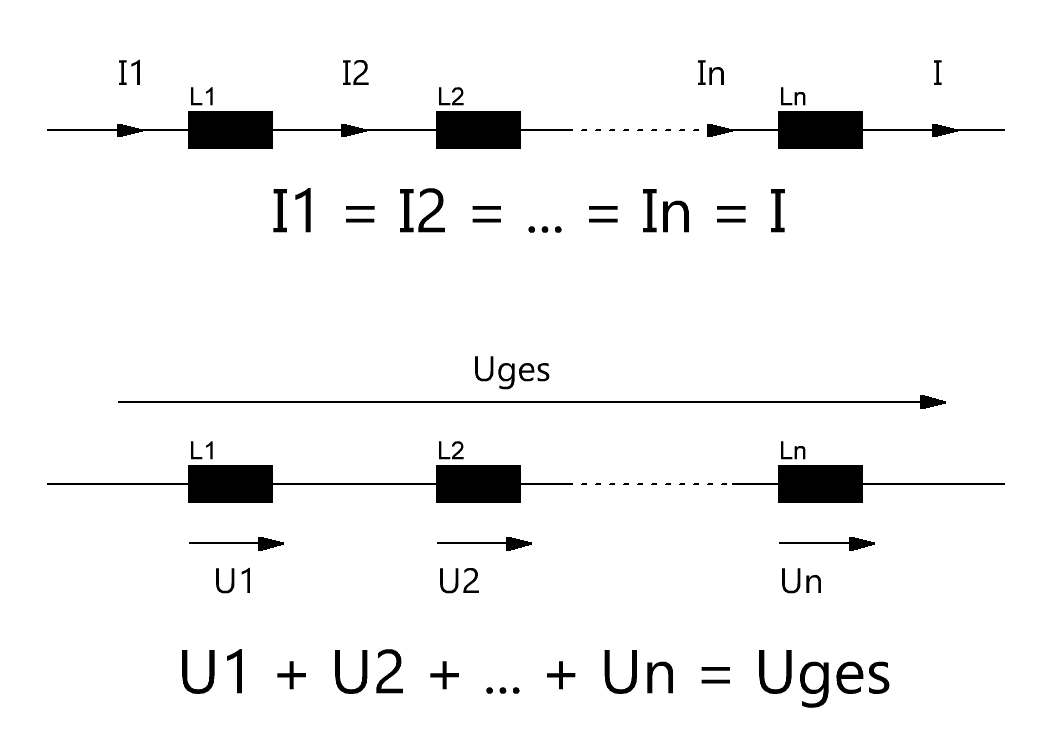 I1 I2 In I
L1 L2 Ln
I1 = I2 = ... = In = I
Uges
L1 L2 Ln
U1 U2 Un
U1 + U2 + ... + Un = Uges